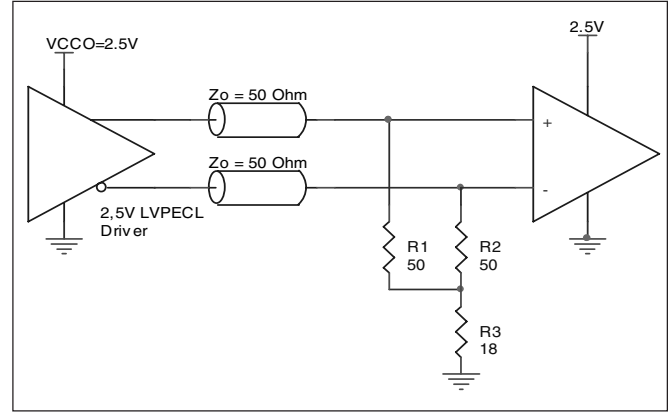 2.5V
VCCO=2.5V
Zo = 50 Ohm
+
Zo = 50 Ohm
-
2,5V LVPECL
Driver
R1
50
R2
50
R3
18